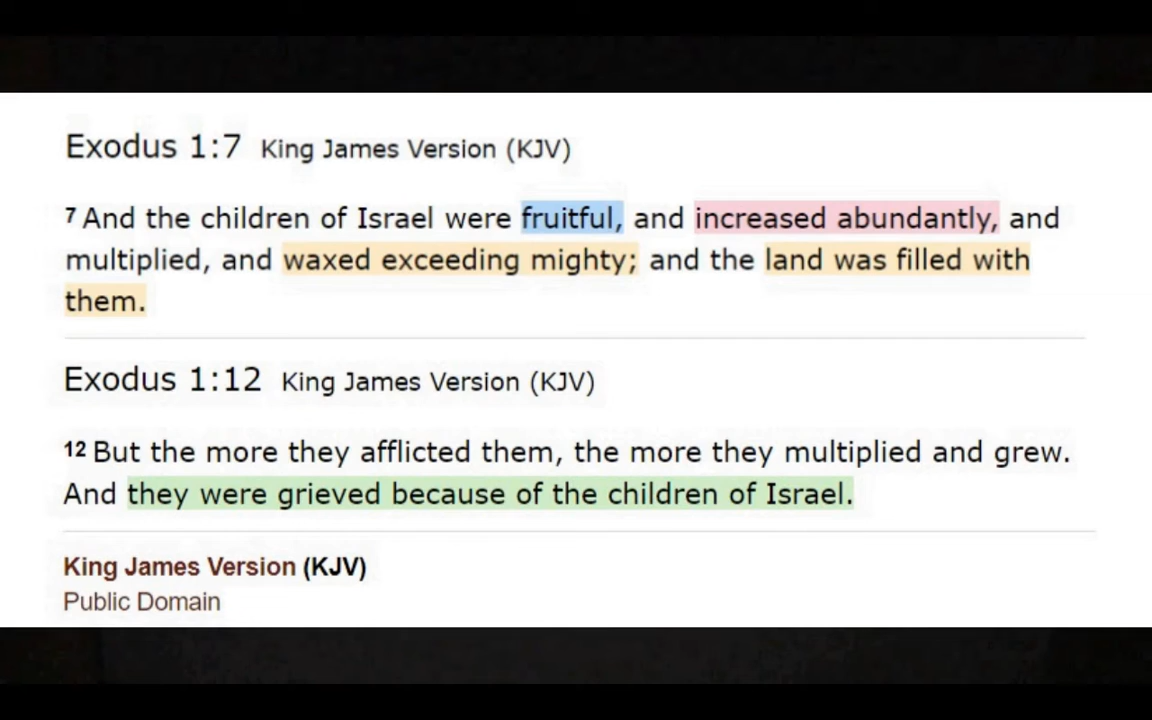 Exodus 1:7 King James Version (KJV)
7 And the children of Israel were fruitful, and increased abundantly, and
multiplied, and waxed exceeding mighty; and the land was filled with
them.
Exodus 1:12 King James Version (KJV)
12 But the more they afflicted them, the more they multiplied and grew.
And they were grieved because of the children of Israel.
King James Version (KJV)
Public Domain